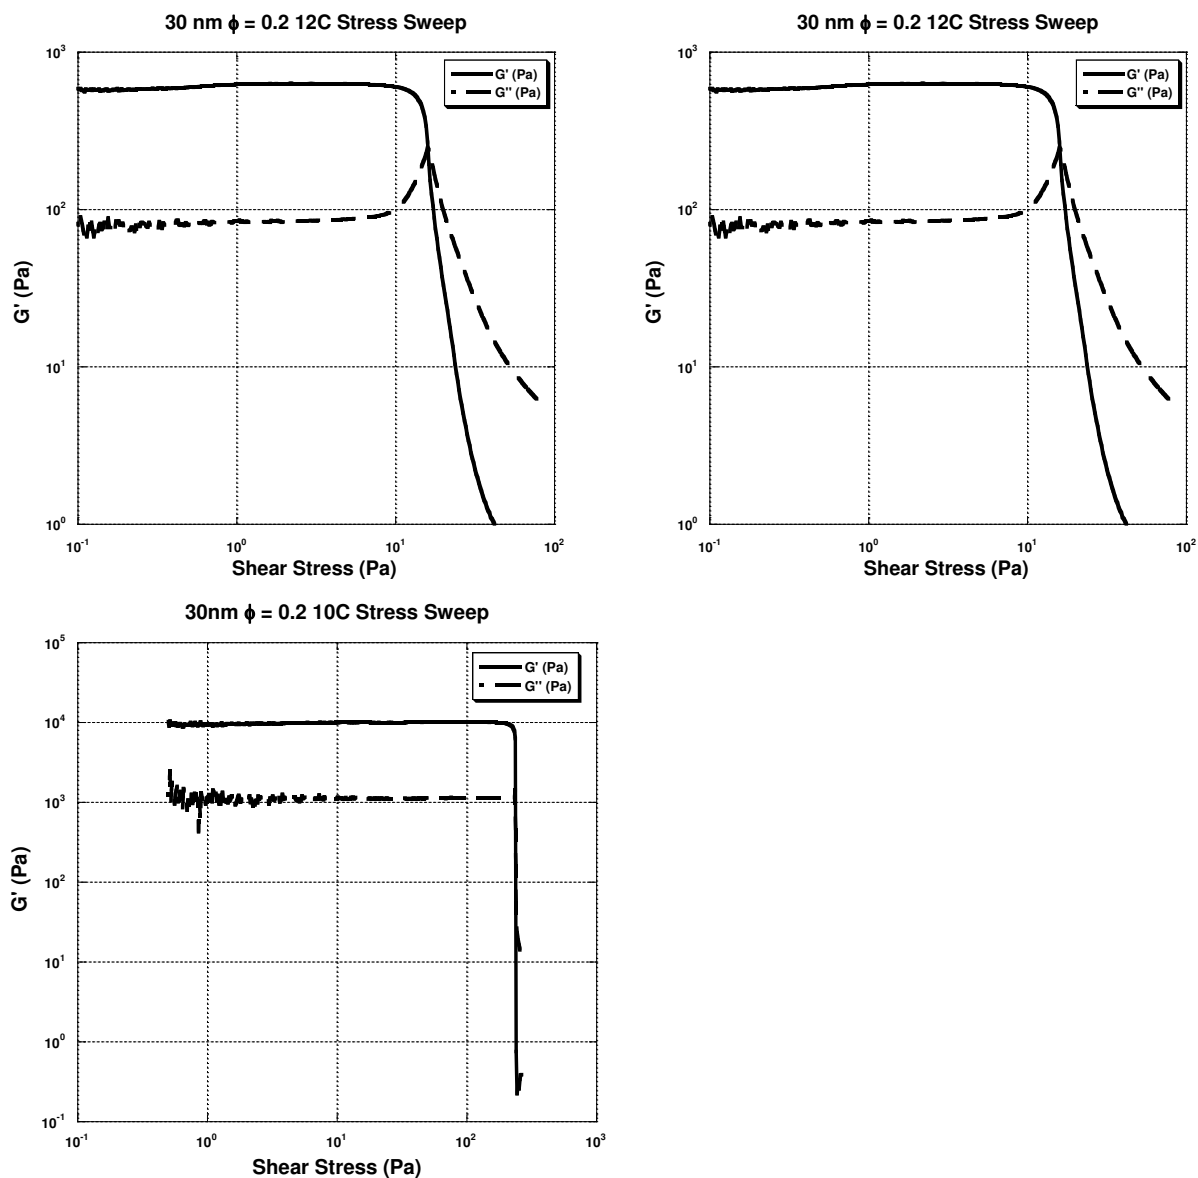 30 nm ϕ = 0.2 12C Stress Sweep
10³
10²
10¹
10⁰
G' (Pa)
G' (Pa)
G'' (Pa)
10⁻¹
10⁰
10¹
10²
Shear Stress (Pa)
30 nm ϕ = 0.2 12C Stress Sweep
10³
10²
10¹
10⁰
G' (Pa)
G' (Pa)
G'' (Pa)
10⁻¹
10⁰
10¹
10²
Shear Stress (Pa)
30nm ϕ = 0.2 10C Stress Sweep
10⁵
10⁴
10³
10²
10¹
10⁰
10⁻¹
G' (Pa)
G' (Pa)
G'' (Pa)
10⁻¹
10⁰
10¹
10²
10³
Shear Stress (Pa)